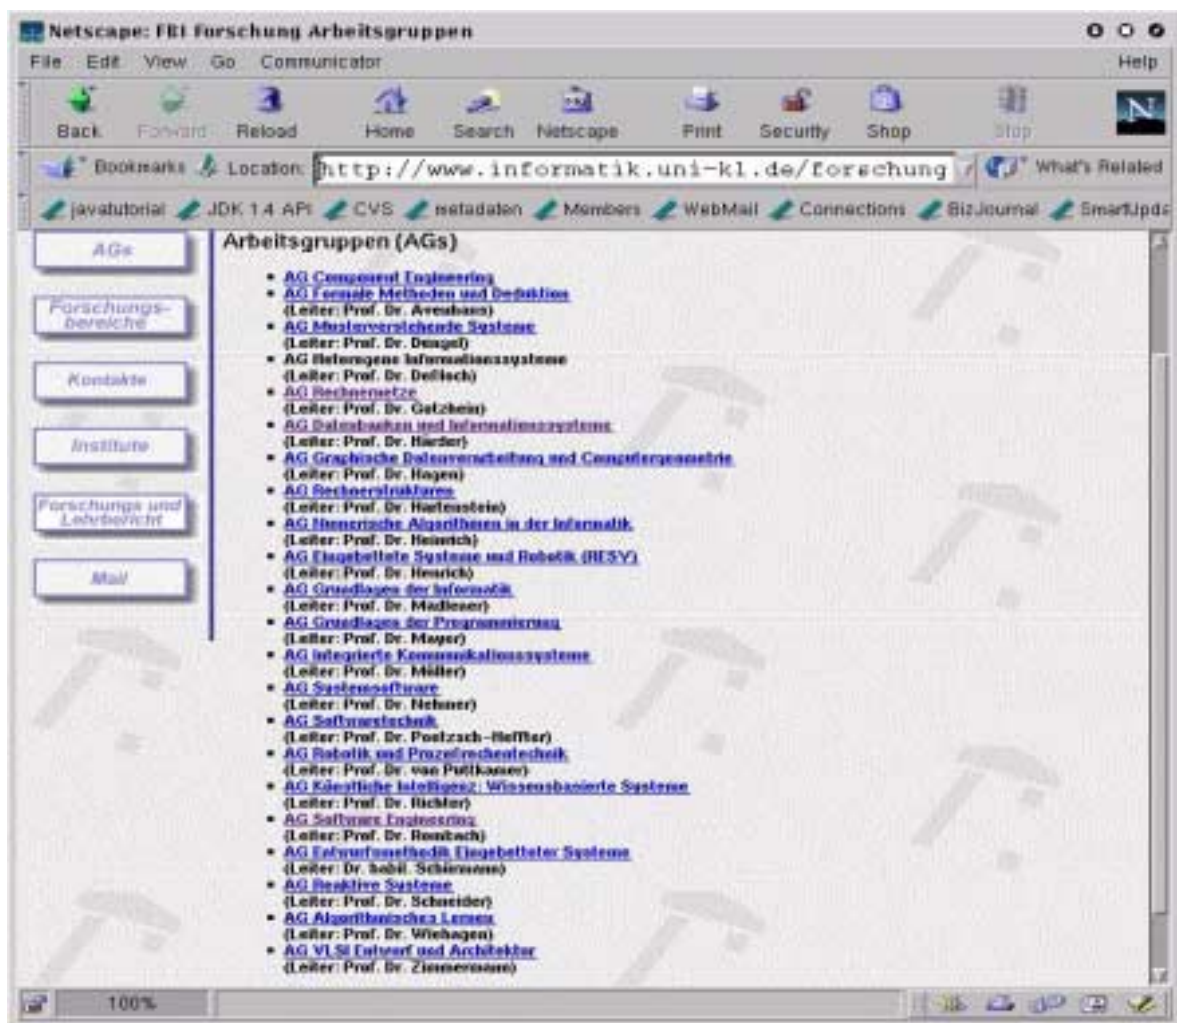 Netscape: FBI Forschung Arbeitsgruppen
File Edit View Go Communicator Help
Back Forward Reload Home Search Netscape Print Security Shop Stop
N
Bookmarks Location: http://www.informatik.uni-kl.de/forschung What's Related
javatutorial JDK 1.4 API CVS metadaten Members WebMail Connections BizJournal SmartUpda
AGs
Forschungs-
bereiche
Kontakte
Institute
Forschungs und
Lehrbericht
Mail
Arbeitsgruppen (AGs)
• AG Component Engineering
• AG Formale Methoden und Deduktion
(Leiter: Prof. Dr. Avenhaus)
• AG Musterverstehende Systeme
(Leiter: Prof. Dr. Dengel)
• AG Heterogene Informationssysteme
(Leiter: Prof. Dr. Deßloch)
• AG Rechnernetze
(Leiter: Prof. Dr. Gotzhein)
• AG Datenbanken und Informationssysteme
(Leiter: Prof. Dr. Härder)
• AG Graphische Datenverarbeitung und Computergeometrie
(Leiter: Prof. Dr. Hagen)
• AG Rechnerstrukturen
(Leiter: Prof. Dr. Hartenstein)
• AG Numerische Algorithmen in der Informatik
(Leiter: Prof. Dr. Heinrich)
• AG Eingebettete Systeme und Robotik (RESY)
(Leiter: Prof. Dr. Henrich)
• AG Grundlagen der Informatik
(Leiter: Prof. Dr. Madlener)
• AG Grundlagen der Programmierung
(Leiter: Prof. Dr. Mayer)
• AG Integrierte Kommunikationssysteme
(Leiter: Prof. Dr. Müller)
• AG Systemsoftware
(Leiter: Prof. Dr. Nehmer)
• AG Softwaretechnik
(Leiter: Prof. Dr. Poetzsch-Heffter)
• AG Robotik und Prozeßrechentechnik
(Leiter: Prof. Dr. von Puttkamer)
• AG Künstliche Intelligenz: Wissensbasierte Systeme
(Leiter: Prof. Dr. Richter)
• AG Software Engineering
(Leiter: Prof. Dr. Rombach)
• AG Entwurfsmethodik Eingebetteter Systeme
(Leiter: Dr. habil. Schürmann)
• AG Reaktive Systeme
(Leiter: Prof. Dr. Schneider)
• AG Algorithmisches Lernen
(Leiter: Prof. Dr. Wiehagen)
• AG VLSI Entwurf und Architektur
(Leiter: Prof. Dr. Zimmermann)
100%